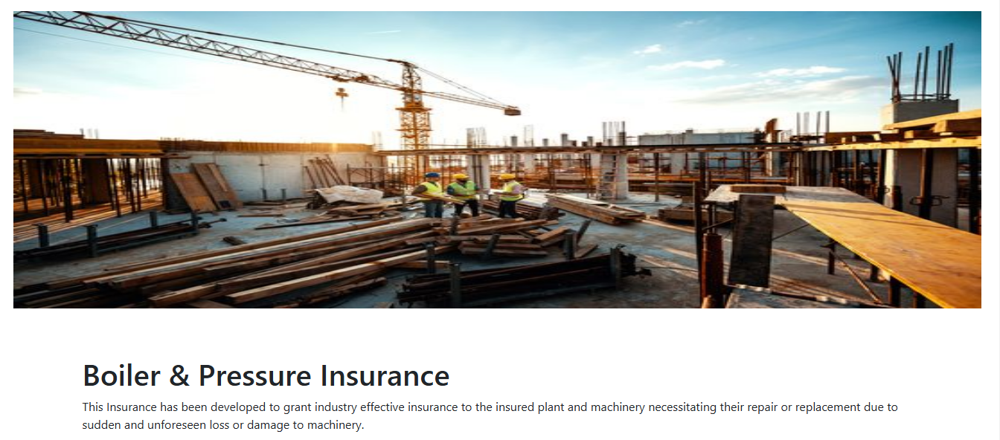 Boiler & Pressure Insurance
This Insurance has been developed to grant industry effective insurance to the insured plant and machinery necessitating their repair or replacement due to
sudden and unforeseen loss or damage to machinery.